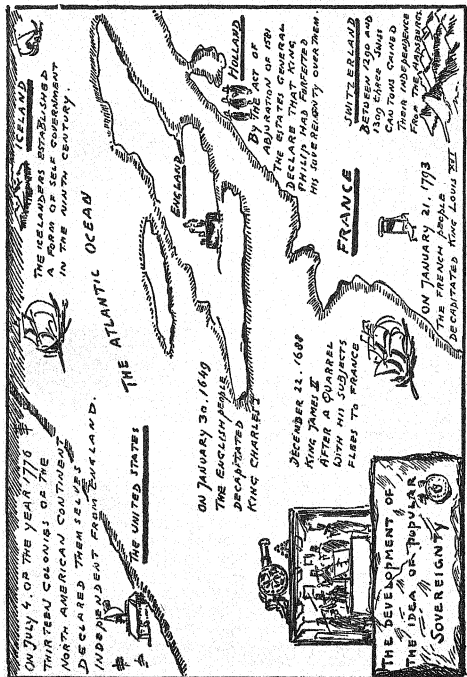 ON JULY 4. OF THE YEAR 1776
THIRTEEN COLONIES OF THE
NORTH AMERICAN CONTINENT
DECLARED THEMSELVES
INDEPENDENT FROM ENGLAND.
THE UNITED STATES
ICELAND
THE ICELANDERS ESTABLISHED
A FORM OF SELF GOVERNMENT
IN THE NINTH CENTURY.
THE ATLANTIC OCEAN
ENGLAND
ON JANUARY 30. 1649
THE ENGLISH PEOPLE
DECAPITATED
KING CHARLES I
HOLLAND
BY THE ACT OF
ABJURATION OF 1581
THE ESTATES GENERAL
DECLARE THAT KING
PHILIP HAD FORFEITED
HIS SOVEREIGNTY OVER THEM.
DECEMBER 22. 1688
KING JAMES II
AFTER A QUARREL
WITH HIS SUBJECTS
FLEES TO FRANCE
FRANCE
ON JANUARY 21. 1793
THE FRENCH PEOPLE
DECAPITATED KING LOUIS XVI
SWITZERLAND
BETWEEN 1290 AND
1309 THREE SWISS
CANTONS GAINED
THEIR INDEPENDENCE
FROM THE HAPSBURGS
THE DEVELOPMENT OF
THE IDEA OF POPULAR
SOVEREIGNTY